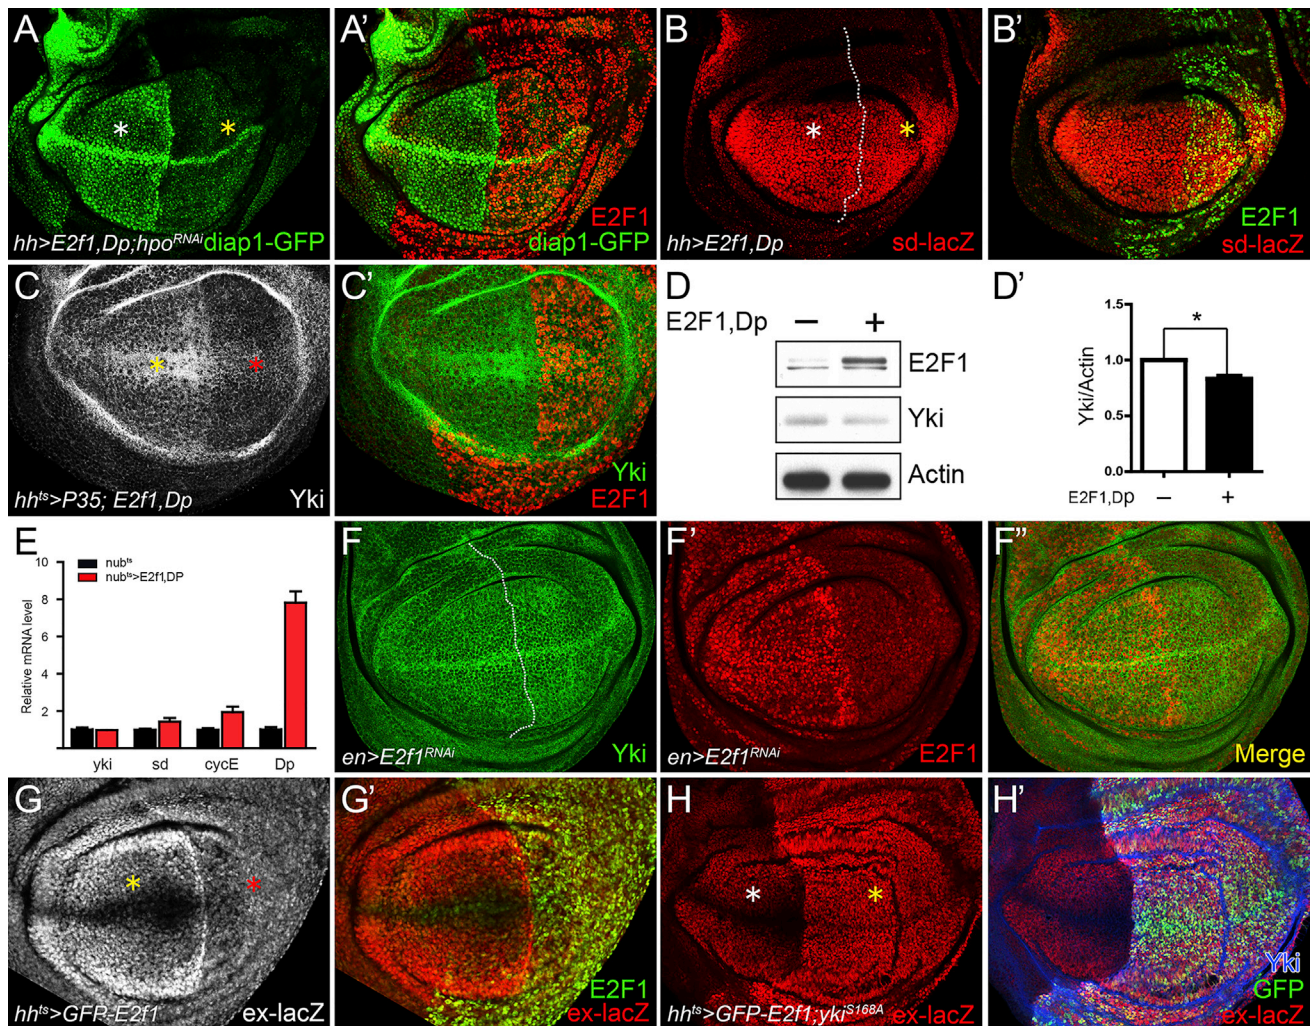 A
hh>E2f1,Dp;hpoRNAi
diap1-GFP
A'
E2F1
diap1-GFP
B
hh>E2f1,Dp
sd-lacZ
B'
E2F1
sd-lacZ
C
hhts>P35; E2f1,Dp
Yki
C'
Yki
E2F1
D
E2F1,Dp − +
E2F1
Yki
Actin
D'
Yki/Actin
1.5
1.0
0.5
0.0
*
E2F1,Dp − +
E
nubts
nubts>E2f1,DP
Relative mRNA level
10
8
6
4
2
yki sd cycE Dp
F
en>E2f1RNAi
Yki
F'
en>E2f1RNAi
E2F1
F"
Merge
G
hhts>GFP-E2f1
ex-lacZ
G'
E2F1
ex-lacZ
H
hhts>GFP-E2f1;ykiS168A
ex-lacZ
H'
Yki
GFP
ex-lacZ